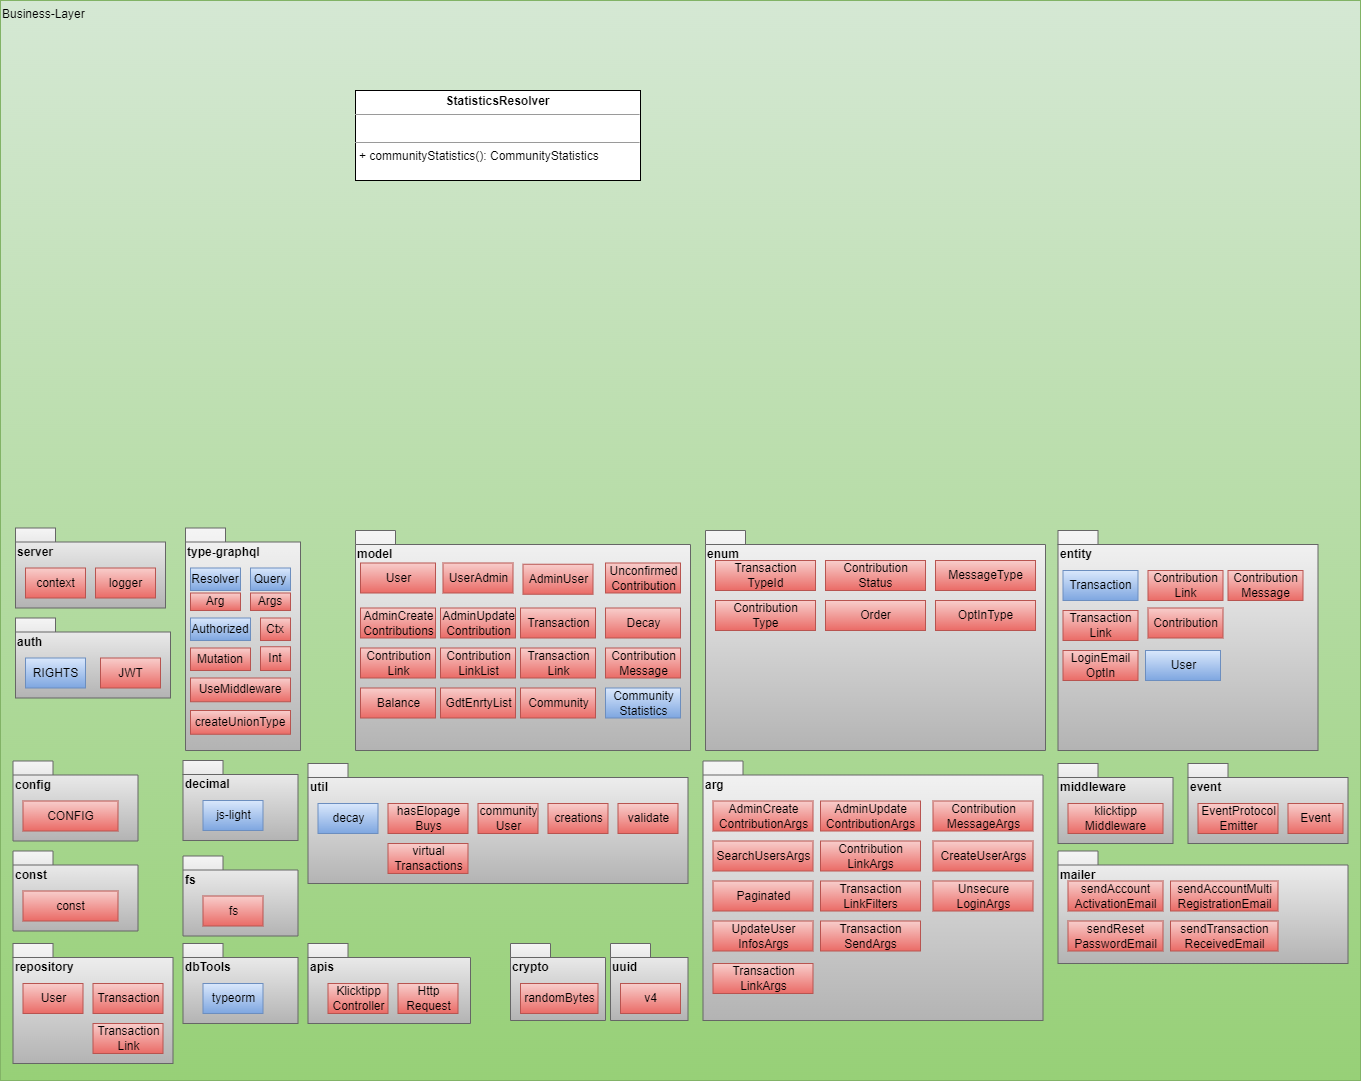 Business-Layer
StatisticsResolver
+ communityStatistics(): CommunityStatistics
server
context
logger
auth
RIGHTS
JWT
type-graphql
Resolver
Query
Arg
Args
Authorized
Ctx
Mutation
Int
UseMiddleware
createUnionType
model
User
UserAdmin
AdminUser
Unconfirmed
Contribution
AdminCreate
Contributions
AdminUpdate
Contribution
Transaction
Decay
Contribution
Link
Contribution
LinkList
Transaction
Link
Contribution
Message
Balance
GdtEnrtyList
Community
Community
Statistics
enum
Transaction
TypeId
Contribution
Status
MessageType
Contribution
Type
Order
OptInType
entity
Transaction
Contribution
Link
Contribution
Message
Transaction
Link
Contribution
LoginEmail
OptIn
User
config
CONFIG
decimal
js-light
util
decay
hasElopage
Buys
community
User
creations
validate
virtual
Transactions
arg
AdminCreate
ContributionArgs
AdminUpdate
ContributionArgs
Contribution
MessageArgs
SearchUsersArgs
Contribution
LinkArgs
CreateUserArgs
Paginated
Transaction
LinkFilters
Unsecure
LoginArgs
UpdateUser
InfosArgs
Transaction
SendArgs
Transaction
LinkArgs
middleware
klicktipp
Middleware
event
EventProtocol
Emitter
Event
const
const
fs
fs
mailer
sendAccount
ActivationEmail
sendAccountMulti
RegistrationEmail
sendReset
PasswordEmail
sendTransaction
ReceivedEmail
repository
User
Transaction
Transaction
Link
dbTools
typeorm
apis
Klicktipp
Controller
Http
Request
crypto
randomBytes
uuid
v4